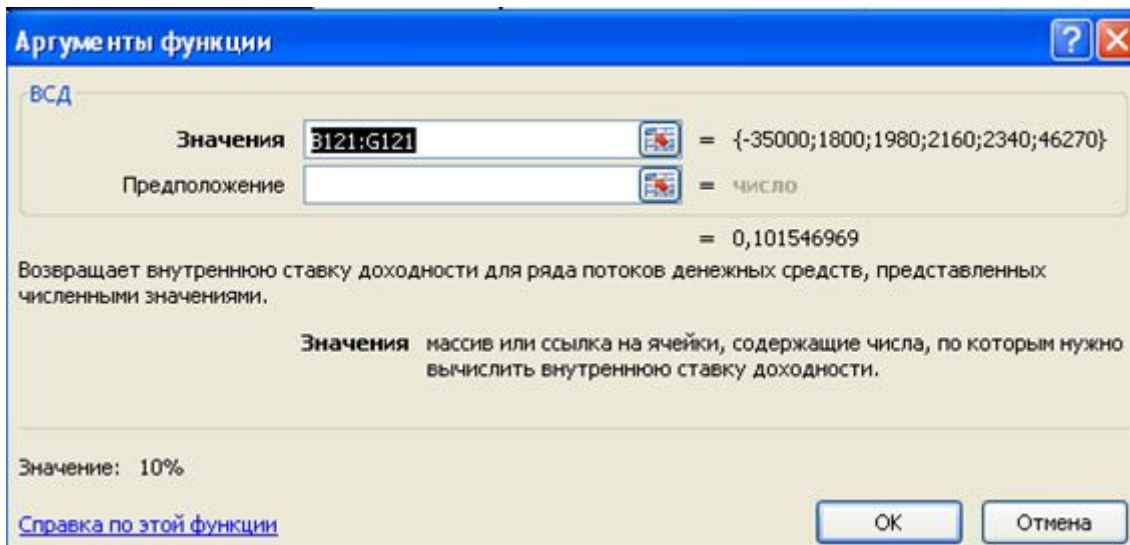 Аргументы функции
ВСД
Значения B121:G121 = {-35000;1800;1980;2160;2340;46270}
Предположение = число
= 0,101546969
Возвращает внутреннюю ставку доходности для ряда потоков денежных средств, представленных
численными значениями.
Значения массив или ссылка на ячейки, содержащие числа, по которым нужно
вычислить внутреннюю ставку доходности.
Значение: 10%
Справка по этой функции
ОК
Отмена